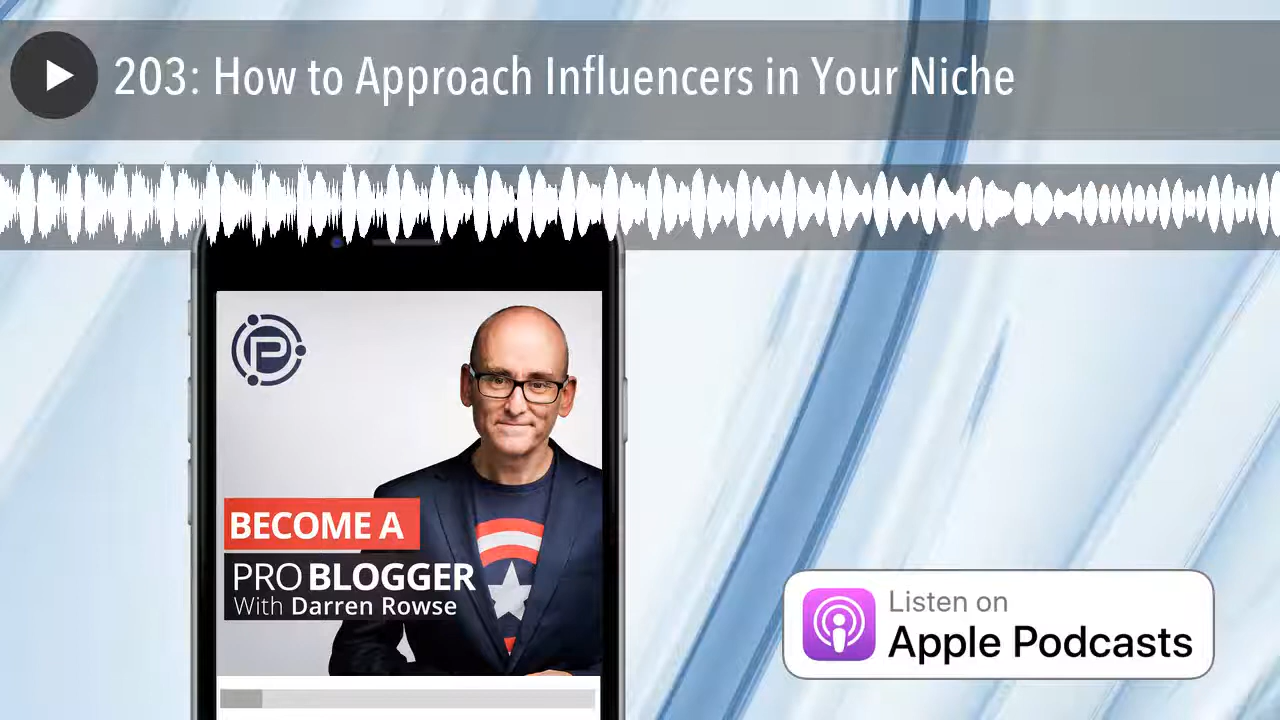 203: How to Approach Influencers in Your Niche
P
BECOME A
PRO BLOGGER
With Darren Rowse
Listen on
Apple Podcasts